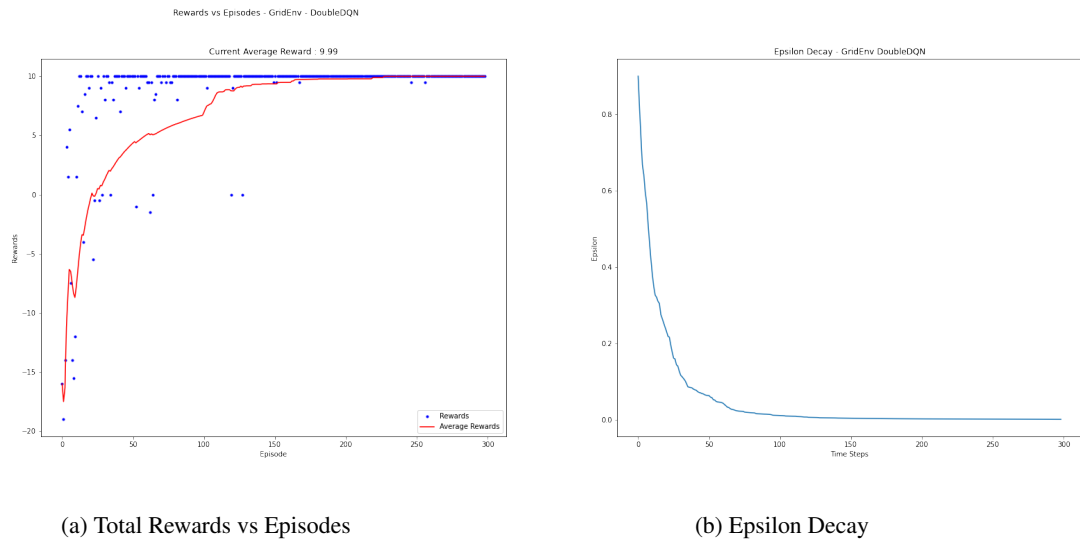 Rewards vs Episodes - GridEnv - DoubleDQN
Current Average Reward : 9.99
10
5
0
−5
−10
−15
−20
Rewards
0
50
100
150
200
250
300
Episode
Rewards
Average Rewards
Epsilon Decay - GridEnv DoubleDQN
0.8
0.6
0.4
0.2
0.0
Epsilon
0
50
100
150
200
250
300
Time Steps
(a) Total Rewards vs Episodes
(b) Epsilon Decay